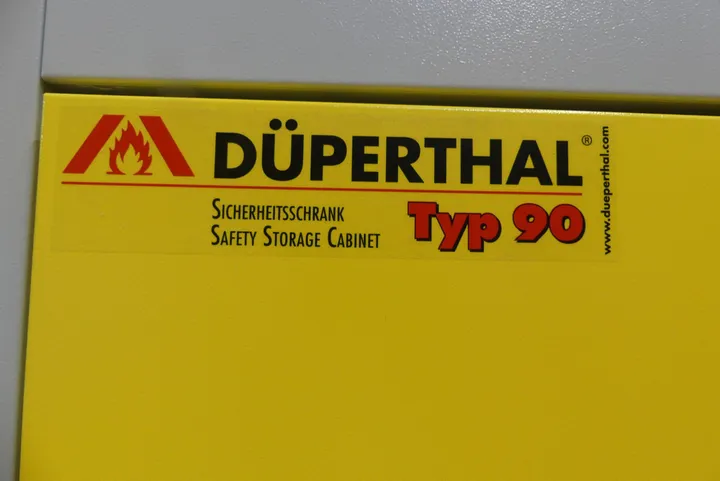 DÜPERTHAL®
SICHERHEITSSCHRANK
SAFETY STORAGE CABINET
Typ 90
www.dueperthal.com